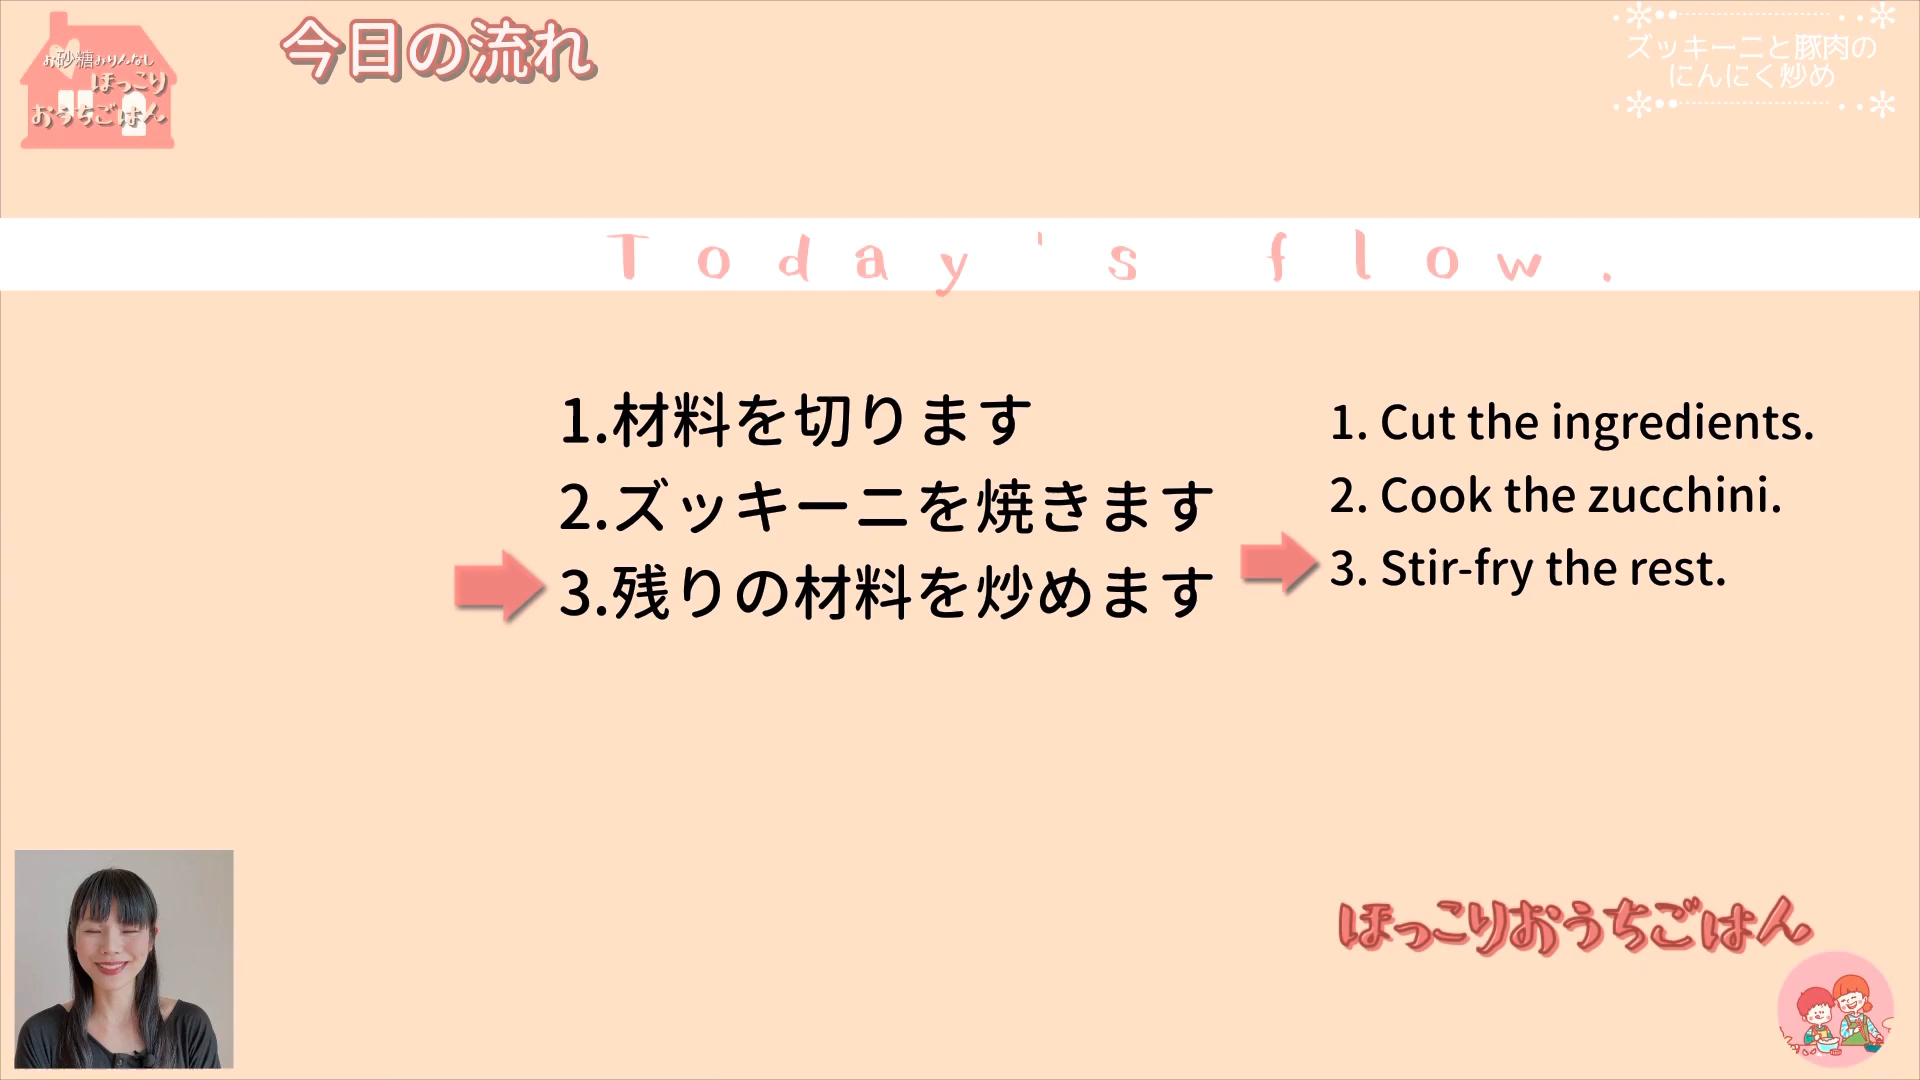 お砂糖みりんなし
ほっこり
おうちごはん
今日の流れ
ズッキーニと豚肉の
にんにく炒め
Today's flow.
1.材料を切ります
2.ズッキーニを焼きます
3.残りの材料を炒めます
1. Cut the ingredients.
2. Cook the zucchini.
3. Stir-fry the rest.
ほっこりおうちごはん